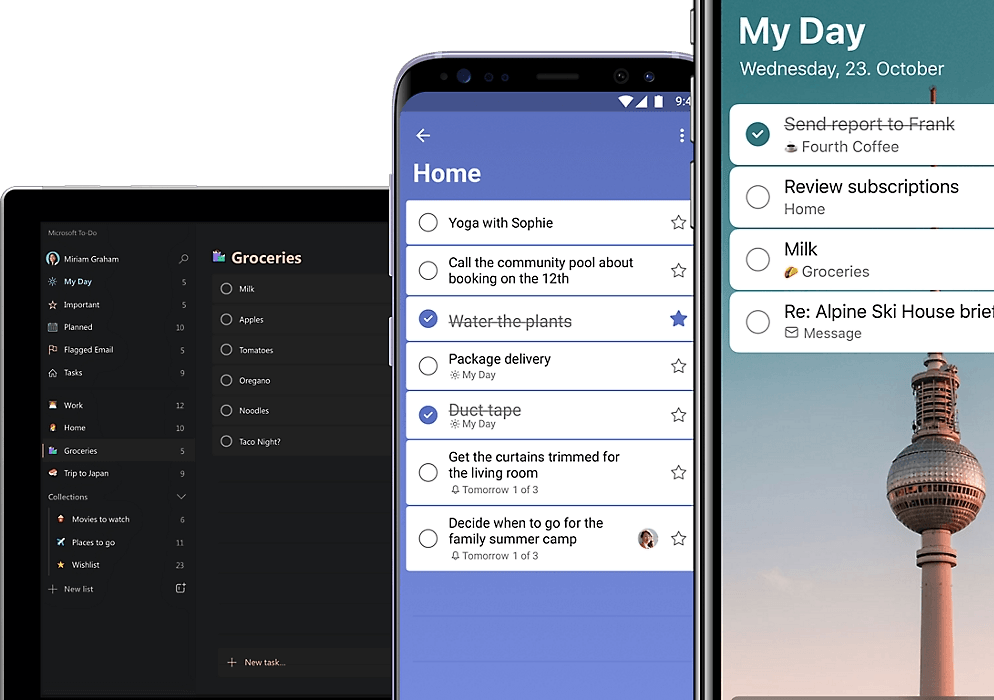 Microsoft To-Do
Miriam Graham
My Day 5
Important 5
Planned 10
Flagged Email 5
Tasks 9
Work 12
Home 10
Groceries 5
Trip to Japan 9
Collections
Movies to watch 6
Places to go 11
Wishlist 23
New list
Groceries
Milk
Apples
Tomatoes
Oregano
Noodles
Taco Night?
New task...
9:4
Home
Yoga with Sophie
Call the community pool about
booking on the 12th
Water the plants
Package delivery
My Day
Duct tape
My Day
Get the curtains trimmed for
the living room
Tomorrow 1 of 3
Decide when to go for the
family summer camp
Tomorrow 1 of 3
My Day
Wednesday, 23. October
Send report to Frank
Fourth Coffee
Review subscriptions
Home
Milk
Groceries
Re: Alpine Ski House brief
Message